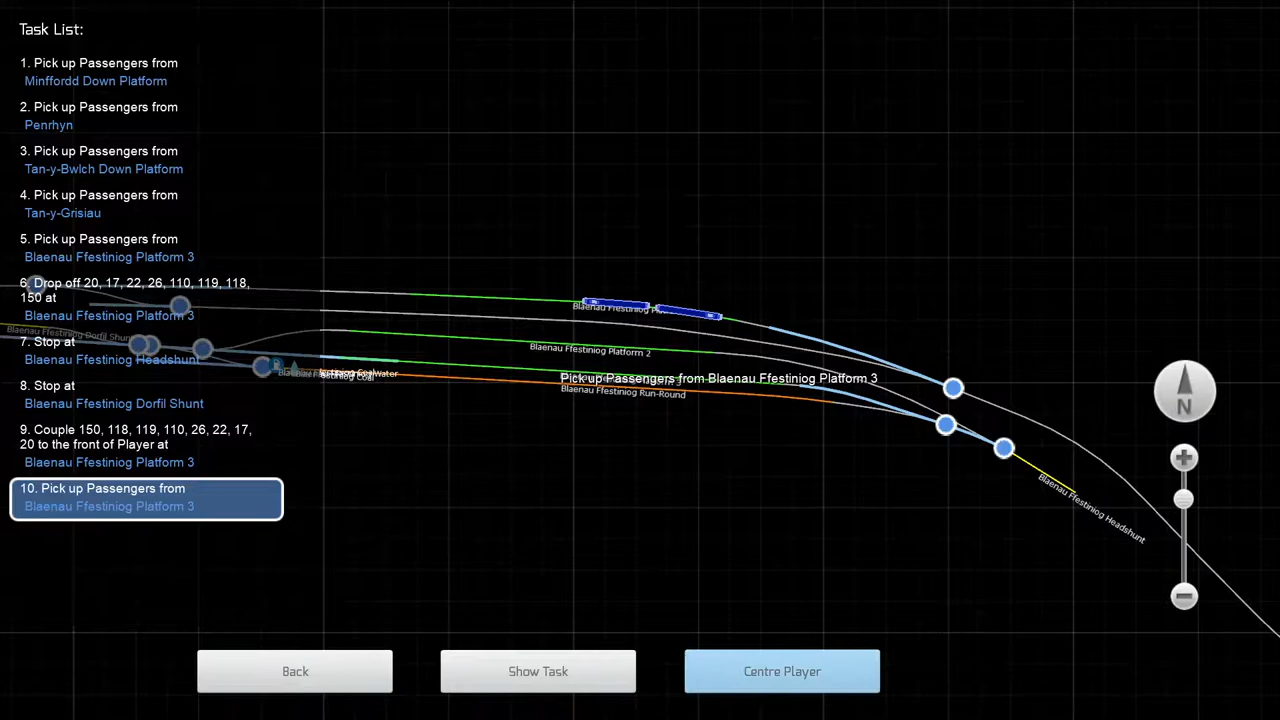 Task List:
1. Pick up Passengers from
Minffordd Down Platform
2. Pick up Passengers from
Penrhyn
3. Pick up Passengers from
Tan-y-Bwlch Down Platform
4. Pick up Passengers from
Tan-y-Grisiau
5. Pick up Passengers from
Blaenau Ffestiniog Platform 3
6. Drop off 20, 17, 22, 26, 110, 119, 118,
150 at
Blaenau Ffestiniog Platform 3
7. Stop at
Blaenau Ffestiniog Headshunt
8. Stop at
Blaenau Ffestiniog Dorfil Shunt
9. Couple 150, 118, 119, 110, 26, 22, 17,
20 to the front of Player at
Blaenau Ffestiniog Platform 3
10. Pick up Passengers from
Blaenau Ffestiniog Platform 3
Blaenau Ffestiniog Dorfil Shunt
Blaenau Ffestiniog
Blaenau Ffestiniog Platform 2
Pick up Passengers from Blaenau Ffestiniog Platform 3
Blaenau Ffestiniog Run-Round
Blaenau Ffestiniog Headshunt
N
Back
Show Task
Centre Player